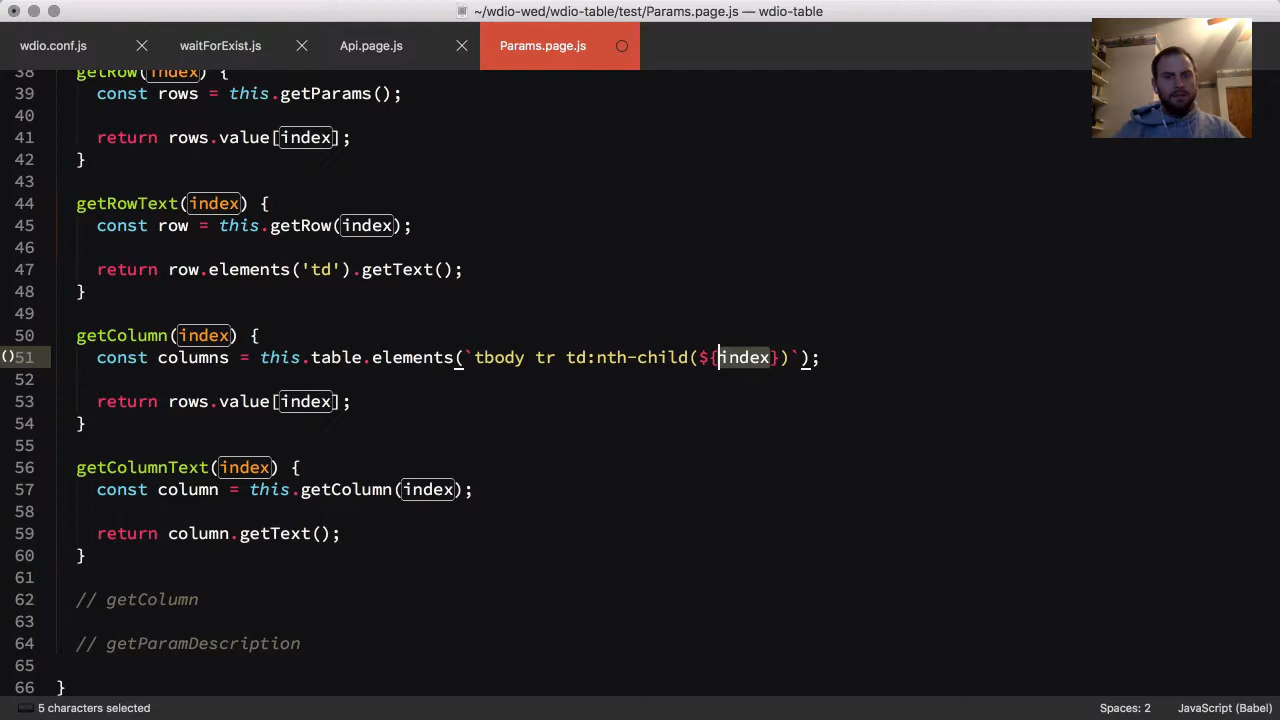 ~/wdio-wed/wdio-table/test/Params.page.js — wdio-table
wdio.conf.js
waitForExist.js
Api.page.js
Params.page.js
38 getRow(index) {
39 const rows = this.getParams();
40
41 return rows.value[index];
42 }
43
44 getRowText(index) {
45 const row = this.getRow(index);
46
47 return row.elements('td').getText();
48 }
49
50 getColumn(index) {
51 const columns = this.table.elements(`tbody tr td:nth-child(${index})`);
52
53 return rows.value[index];
54 }
55
56 getColumnText(index) {
57 const column = this.getColumn(index);
58
59 return column.getText();
60 }
61
62 // getColumn
63
64 // getParamDescription
65
66 }
5 characters selected
Spaces: 2
JavaScript (Babel)